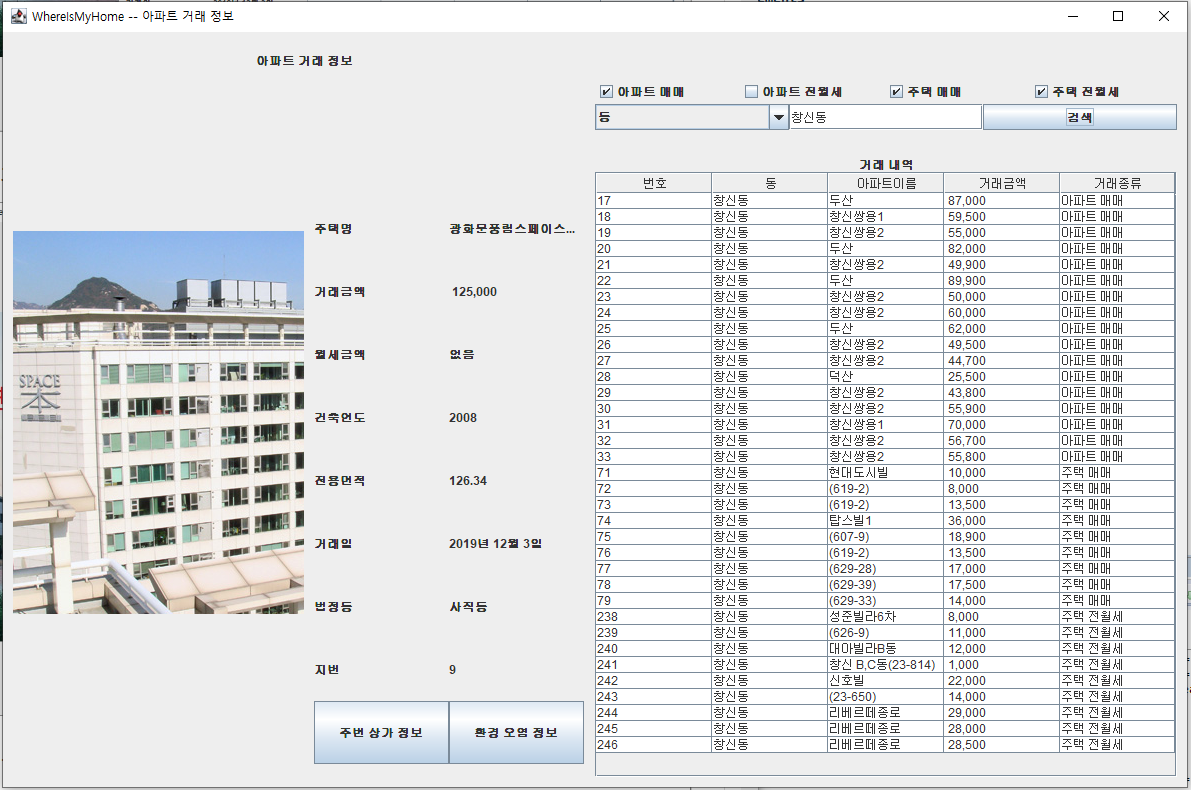 WhereIsMyHome -- 아파트 거래 정보
아파트 거래 정보
아파트 매매 아파트 전월세 주택 매매 주택 전월세
동 창신동 검색
거래 내역
주택명 광화문풍림스페이스...
거래금액 125,000
월세금액 없음
건축연도 2008
전용면적 126.34
거래일 2019년 12월 3일
법정동 사직동
지번 9
주변 상가 정보 환경 오염 정보
SPACE
本
번호 동 아파트이름 거래금액 거래종류
17 창신동 두산 87,000 아파트 매매
18 창신동 창신쌍용1 59,500 아파트 매매
19 창신동 창신쌍용2 55,000 아파트 매매
20 창신동 두산 82,000 아파트 매매
21 창신동 창신쌍용2 49,900 아파트 매매
22 창신동 두산 89,900 아파트 매매
23 창신동 창신쌍용2 50,000 아파트 매매
24 창신동 창신쌍용2 60,000 아파트 매매
25 창신동 두산 62,000 아파트 매매
26 창신동 창신쌍용2 49,500 아파트 매매
27 창신동 창신쌍용2 44,700 아파트 매매
28 창신동 덕산 25,500 아파트 매매
29 창신동 창신쌍용2 43,800 아파트 매매
30 창신동 창신쌍용2 55,900 아파트 매매
31 창신동 창신쌍용1 70,000 아파트 매매
32 창신동 창신쌍용2 56,700 아파트 매매
33 창신동 창신쌍용2 55,800 아파트 매매
71 창신동 현대도시빌 10,000 주택 매매
72 창신동 (619-2) 8,000 주택 매매
73 창신동 (619-2) 13,500 주택 매매
74 창신동 탑스빌1 36,000 주택 매매
75 창신동 (607-9) 18,900 주택 매매
76 창신동 (619-2) 13,500 주택 매매
77 창신동 (629-28) 17,000 주택 매매
78 창신동 (629-39) 17,500 주택 매매
79 창신동 (629-33) 14,000 주택 매매
238 창신동 성준빌라6차 8,000 주택 전월세
239 창신동 (626-9) 11,000 주택 전월세
240 창신동 대아빌라B동 12,000 주택 전월세
241 창신동 창신 B,C동(23-814) 1,000 주택 전월세
242 창신동 신호빌 22,000 주택 전월세
243 창신동 (23-650) 14,000 주택 전월세
244 창신동 리베르떼종로 29,000 주택 전월세
245 창신동 리베르떼종로 28,000 주택 전월세
246 창신동 리베르떼종로 28,500 주택 전월세